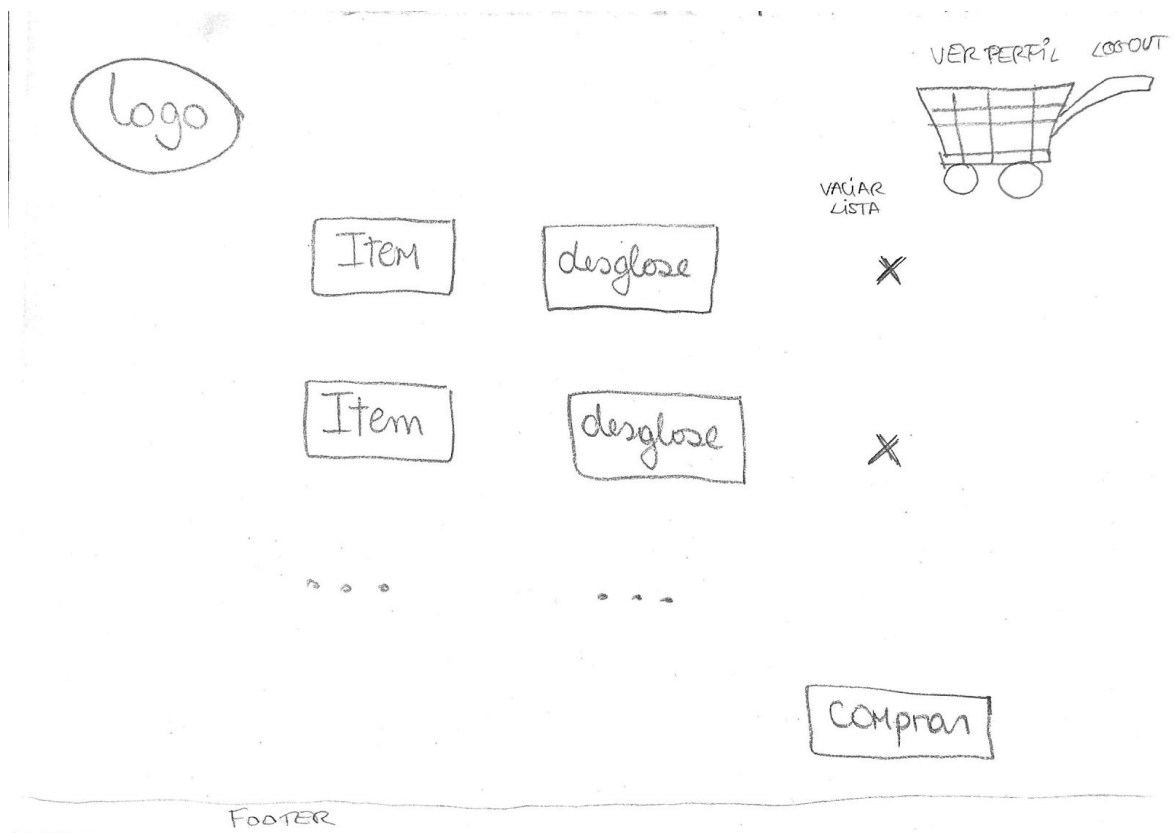 VER PERFIL LOGOUT
Logo
VACIAR
LISTA
Item
desglose
X
Item
desglose
X
...
...
comprar
FOOTER